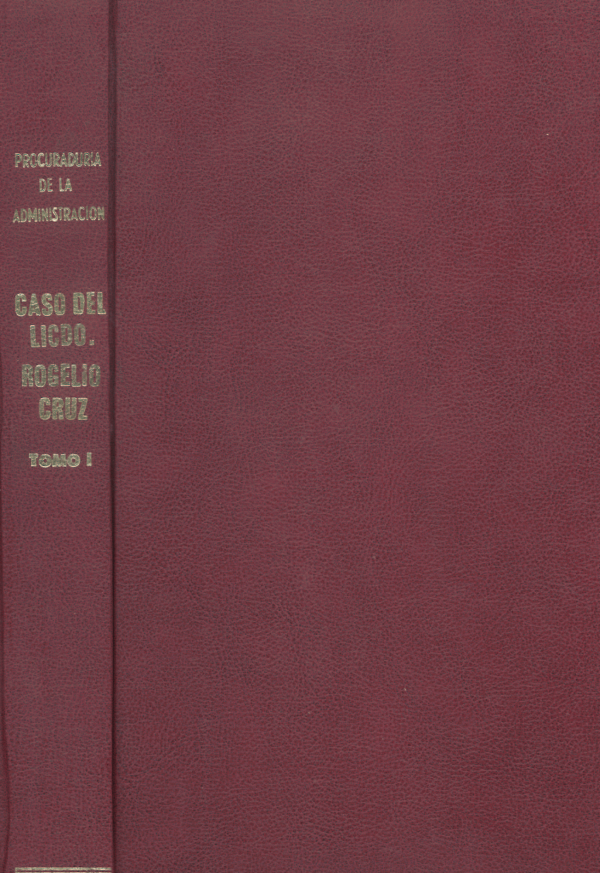 PROCURADURIA
DE LA
ADMINISTRACION
CASO DEL
LICDO.
ROGELIO
CRUZ
TOMO I